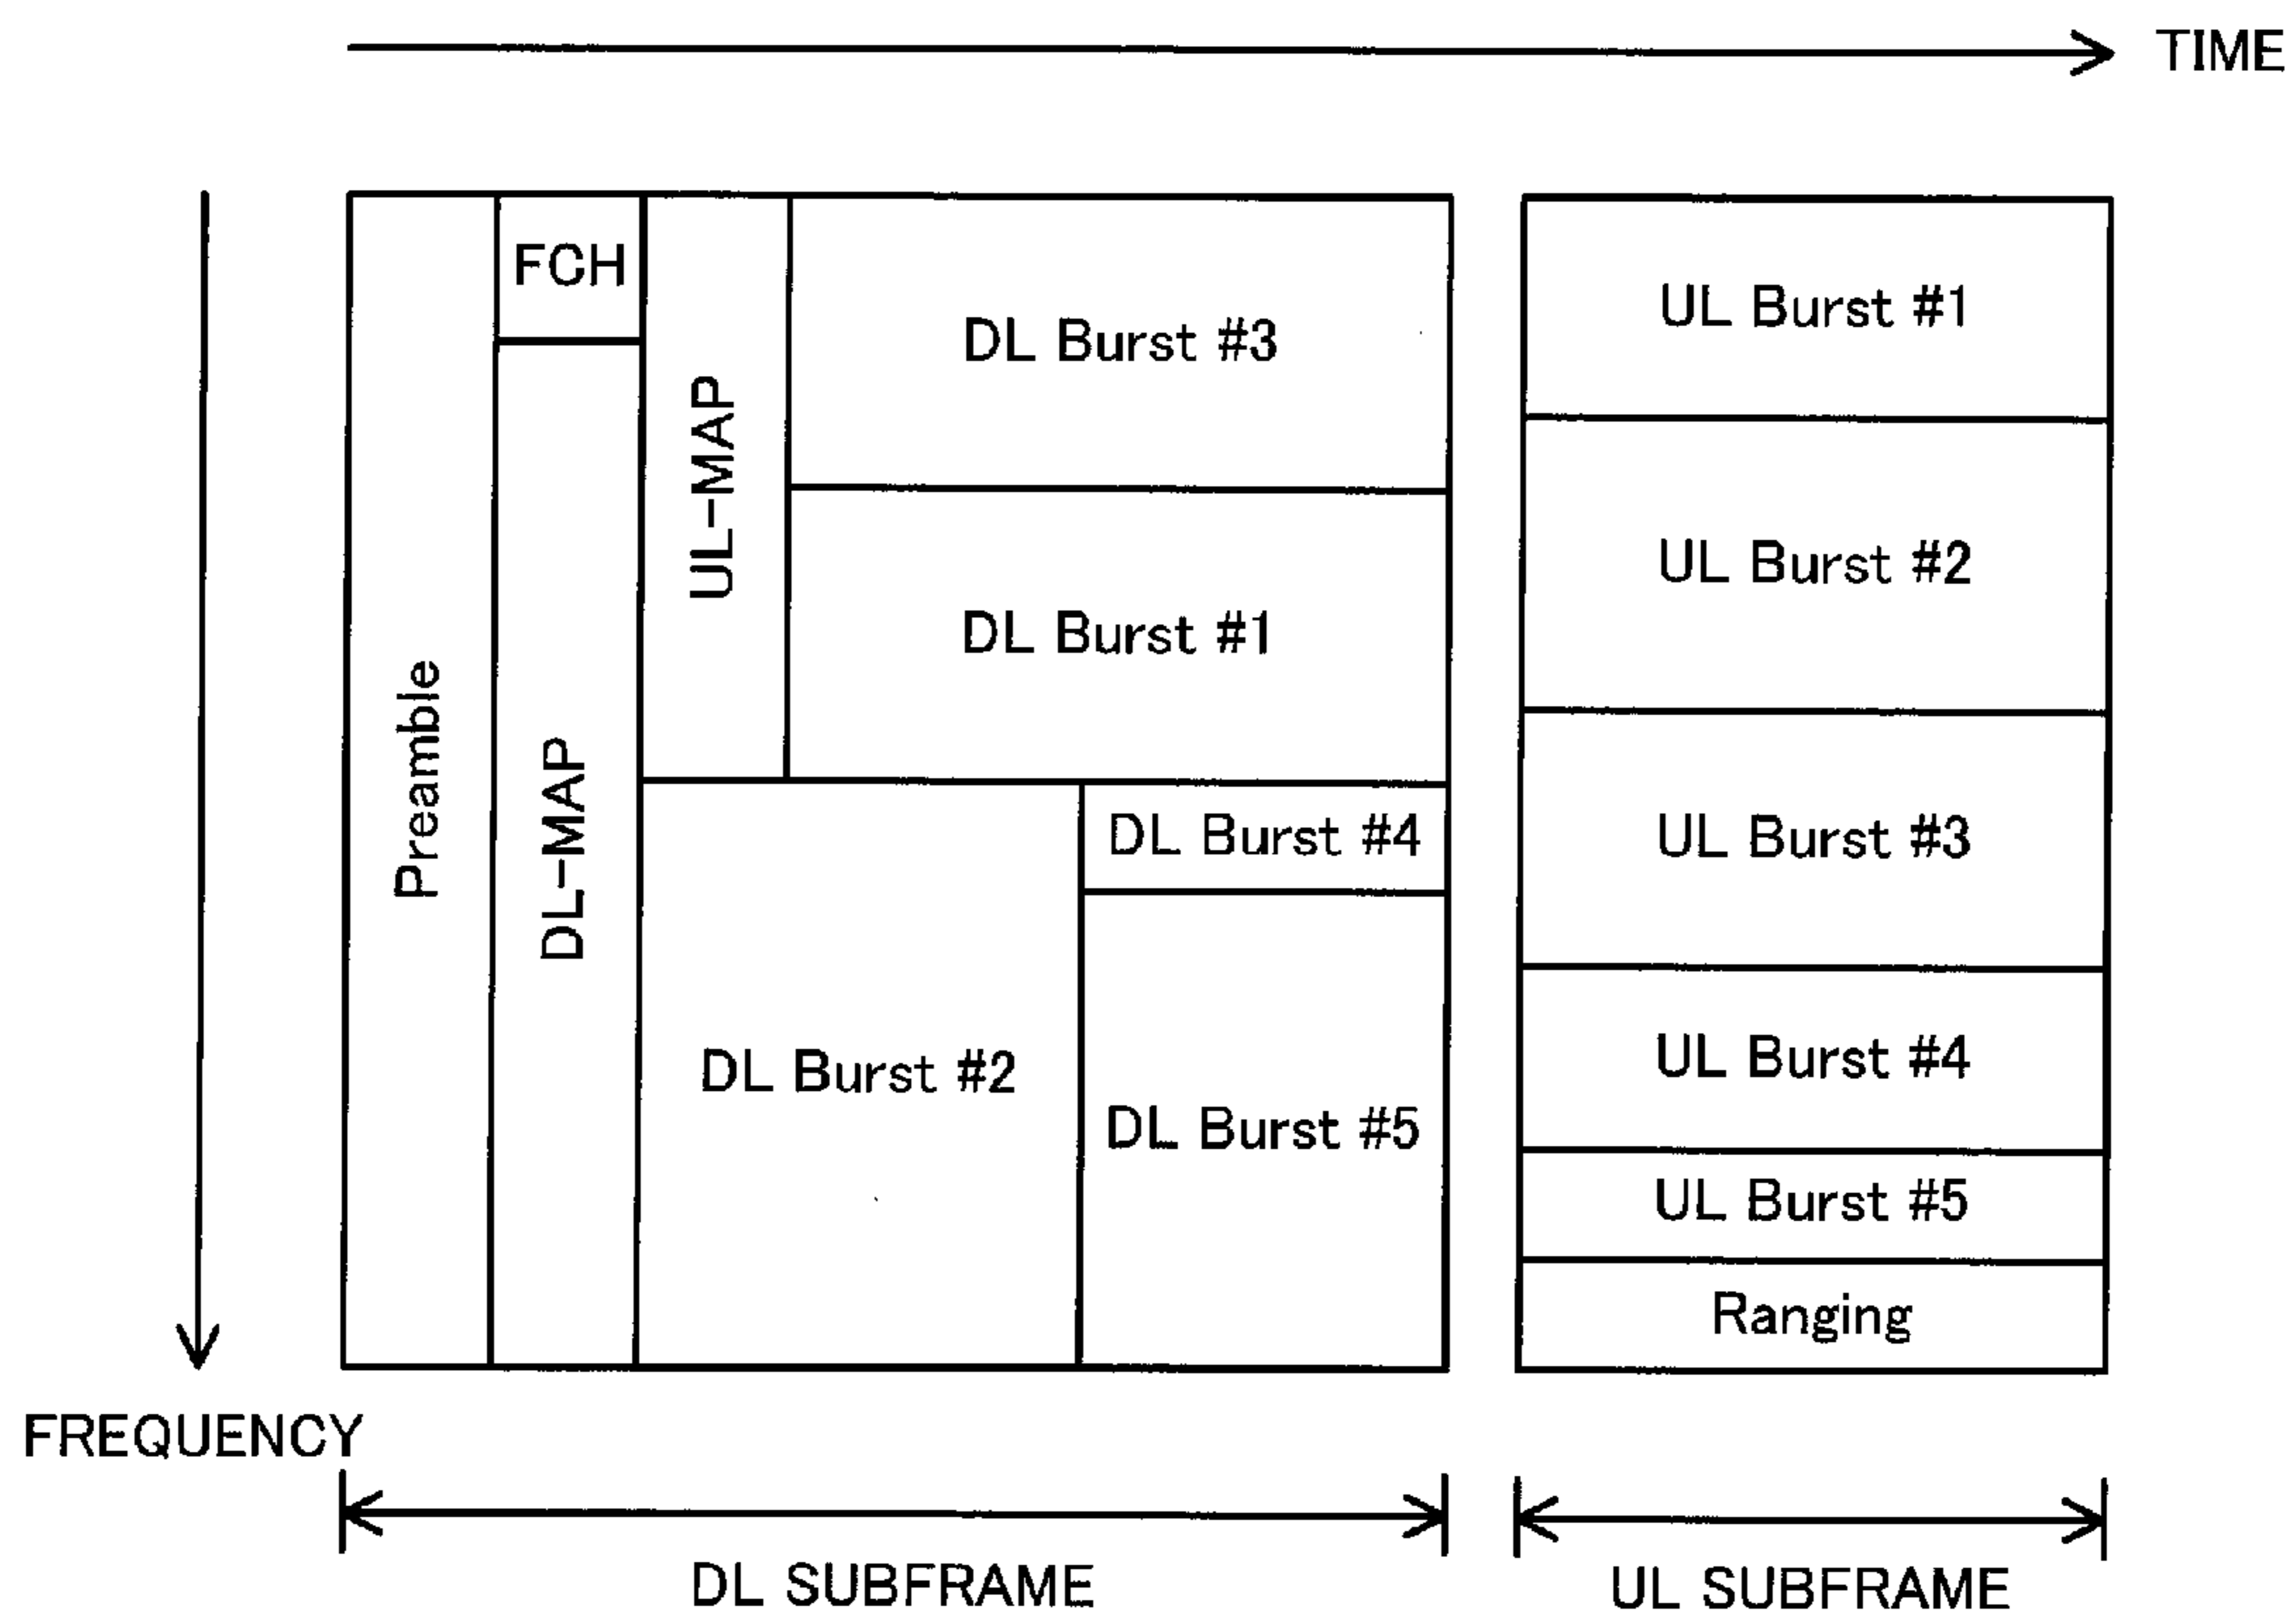 TIME
FCH
DL Burst #3
UL Burst #1
UL-MAP
UL Burst #2
DL Burst #1
Preamble
DL-MAP
DL Burst #4
UL Burst #3
DL Burst #2
UL Burst #4
DL Burst #5
UL Burst #5
Ranging
FREQUENCY
DL SUBFRAME
UL SUBFRAME